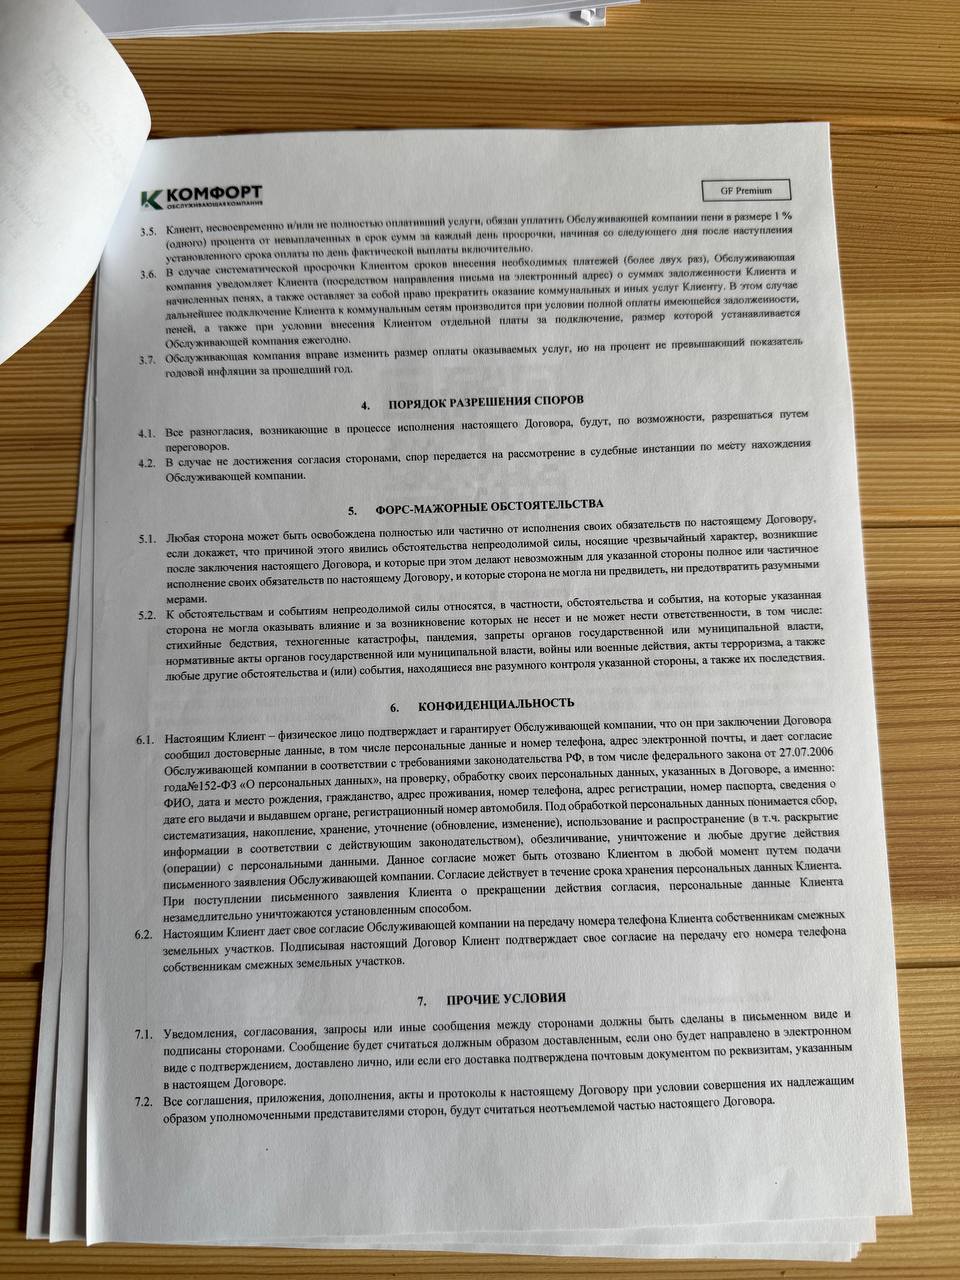 КОМФОРТ
ОБСЛУЖИВАЮЩАЯ КОМПАНИЯ
GF Premium
3.5. Клиент, несвоевременно и/или не полностью оплативший услуги, обязан уплатить Обслуживающей компании пени в размере 1 %
(одного) процента от невыплаченных в срок сумм за каждый день просрочки, начиная со следующего дня после наступления
установленного срока оплаты по день фактической выплаты включительно.
3.6. В случае систематической просрочки Клиентом сроков внесения необходимых платежей (более двух раз), Обслуживающая
компания уведомляет Клиента (посредством направления письма на электронный адрес) о суммах задолженности Клиента и
начисленных пенях, а также оставляет за собой право прекратить оказание коммунальных и иных услуг Клиенту. В этом случае
дальнейшее подключение Клиента к коммунальным сетям производится при условии полной оплаты имеющейся задолженности,
пеней, а также при условии внесения Клиентом отдельной платы за подключение, размер которой устанавливается
Обслуживающей компания ежегодно.
3.7. Обслуживающая компания вправе изменить размер оплаты оказываемых услуг, но на процент не превышающий показатель
годовой инфляции за прошедший год.
4. ПОРЯДОК РАЗРЕШЕНИЯ СПОРОВ
4.1. Все разногласия, возникающие в процессе исполнения настоящего Договора, будут, по возможности, разрешаться путем
переговоров.
4.2. В случае не достижения согласия сторонами, спор передается на рассмотрение в судебные инстанции по месту нахождения
Обслуживающей компании.
5. ФОРС-МАЖОРНЫЕ ОБСТОЯТЕЛЬСТВА
5.1. Любая сторона может быть освобождена полностью или частично от исполнения своих обязательств по настоящему Договору,
если докажет, что причиной этого явились обстоятельства непреодолимой силы, носящие чрезвычайный характер, возникшие
после заключения настоящего Договора, и которые при этом делают невозможным для указанной стороны полное или частичное
исполнение своих обязательств по настоящему Договору, и которые сторона не могла ни предвидеть, ни предотвратить разумными
мерами.
5.2. К обстоятельствам и событиям непреодолимой силы относятся, в частности, обстоятельства и события, на которые указанная
сторона не могла оказывать влияние и за возникновение которых не несет и не может нести ответственности, в том числе:
стихийные бедствия, техногенные катастрофы, пандемия, запреты органов государственной или муниципальной власти,
нормативные акты органов государственной или муниципальной власти, войны или военные действия, акты терроризма, а также
любые другие обстоятельства и (или) события, находящиеся вне разумного контроля указанной стороны, а также их последствия.
6. КОНФИДЕНЦИАЛЬНОСТЬ
6.1. Настоящим Клиент – физическое лицо подтверждает и гарантирует Обслуживающей компании, что он при заключении Договора
сообщил достоверные данные, в том числе персональные данные и номер телефона, адрес электронной почты, и дает согласие
Обслуживающей компании в соответствии с требованиями законодательства РФ, в том числе федерального закона от 27.07.2006
года№152-ФЗ «О персональных данных», на проверку, обработку своих персональных данных, указанных в Договоре, а именно:
ФИО, дата и место рождения, гражданство, адрес проживания, номер телефона, адрес регистрации, номер паспорта, сведения о
дате его выдачи и выдавшем органе, регистрационный номер автомобиля. Под обработкой персональных данных понимается сбор,
систематизация, накопление, хранение, уточнение (обновление, изменение), использование и распространение (в т.ч. раскрытие
информации в соответствии с действующим законодательством), обезличивание, уничтожение и любые другие действия
(операции) с персональными данными. Данное согласие может быть отозвано Клиентом в любой момент путем подачи
письменного заявления Обслуживающей компании. Согласие действует в течение срока хранения персональных данных Клиента.
При поступлении письменного заявления Клиента о прекращении действия согласия, персональные данные Клиента
незамедлительно уничтожаются установленным способом.
6.2. Настоящим Клиент дает свое согласие Обслуживающей компании на передачу номера телефона Клиента собственникам смежных
земельных участков. Подписывая настоящий Договор Клиент подтверждает свое согласие на передачу его номера телефона
собственникам смежных земельных участков.
7. ПРОЧИЕ УСЛОВИЯ
7.1. Уведомления, согласования, запросы или иные сообщения между сторонами должны быть сделаны в письменном виде и
подписаны сторонами. Сообщение будет считаться должным образом доставленным, если оно будет направлено в электронном
виде с подтверждением, доставлено лично, или если его доставка подтверждена почтовым документом по реквизитам, указанным
в настоящем Договоре.
7.2. Все соглашения, приложения, дополнения, акты и протоколы к настоящему Договору при условии совершения их надлежащим
образом уполномоченными представителями сторон, будут считаться неотъемлемой частью настоящего Договора.